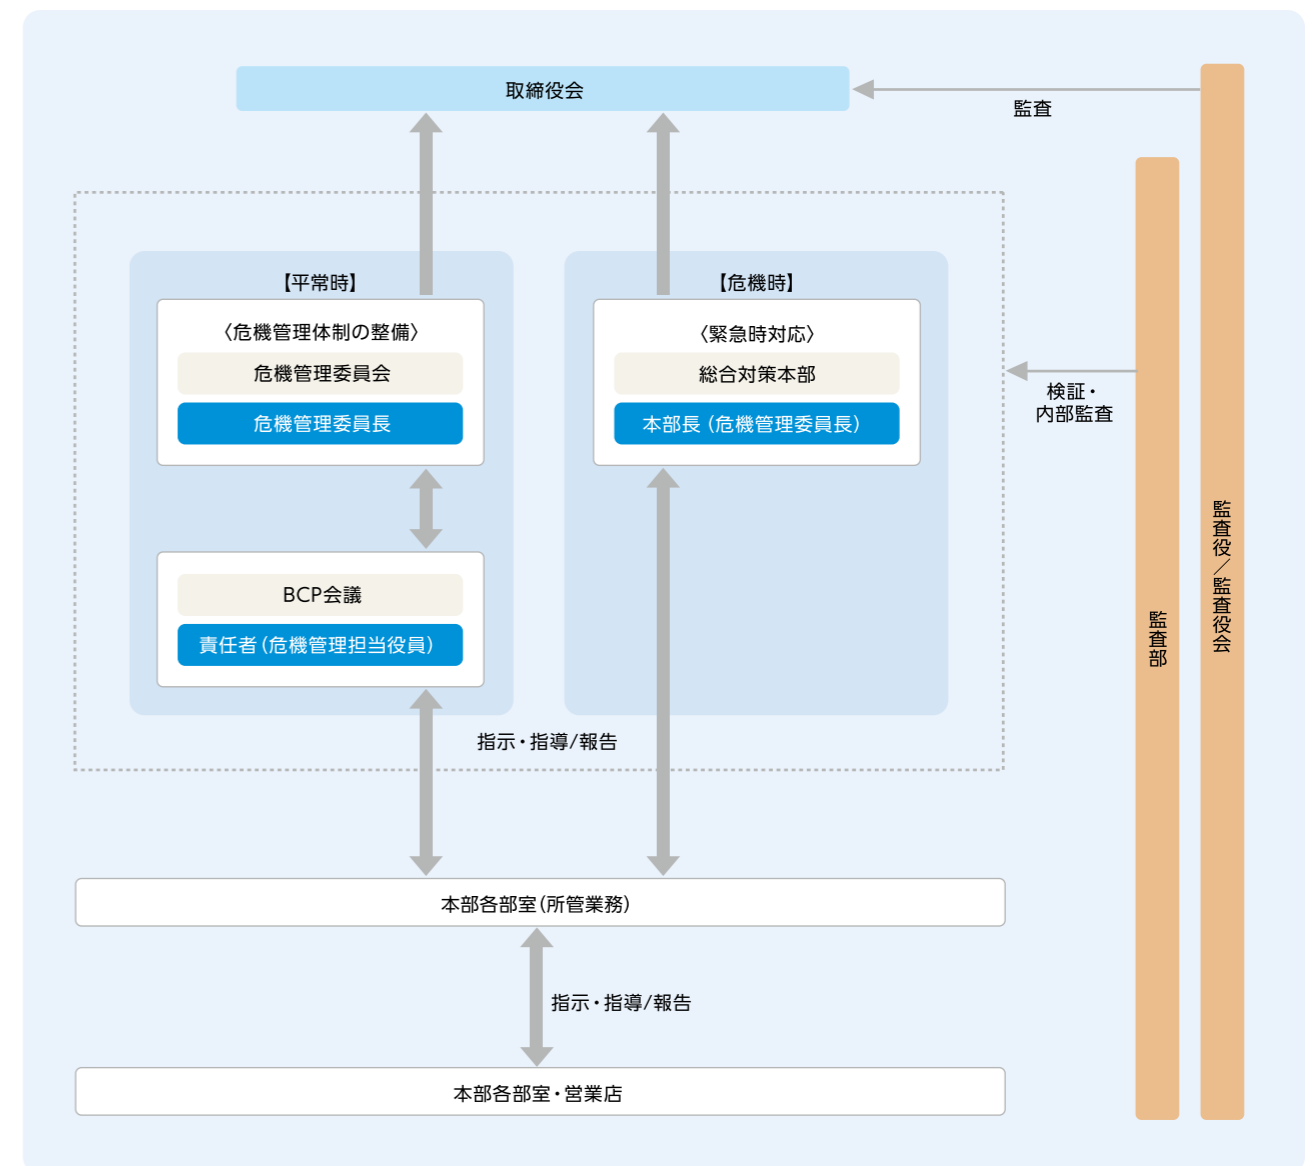 取締役会
監査
【平常時】
〈危機管理体制の整備〉
危機管理委員会
危機管理委員長
BCP会議
責任者(危機管理担当役員)
【危機時】
〈緊急時対応〉
総合対策本部
本部長(危機管理委員長)
検証・
内部監査
監査部
監査役/監査役会
指示・指導/報告
本部各部室(所管業務)
指示・指導/報告
本部各部室・営業店